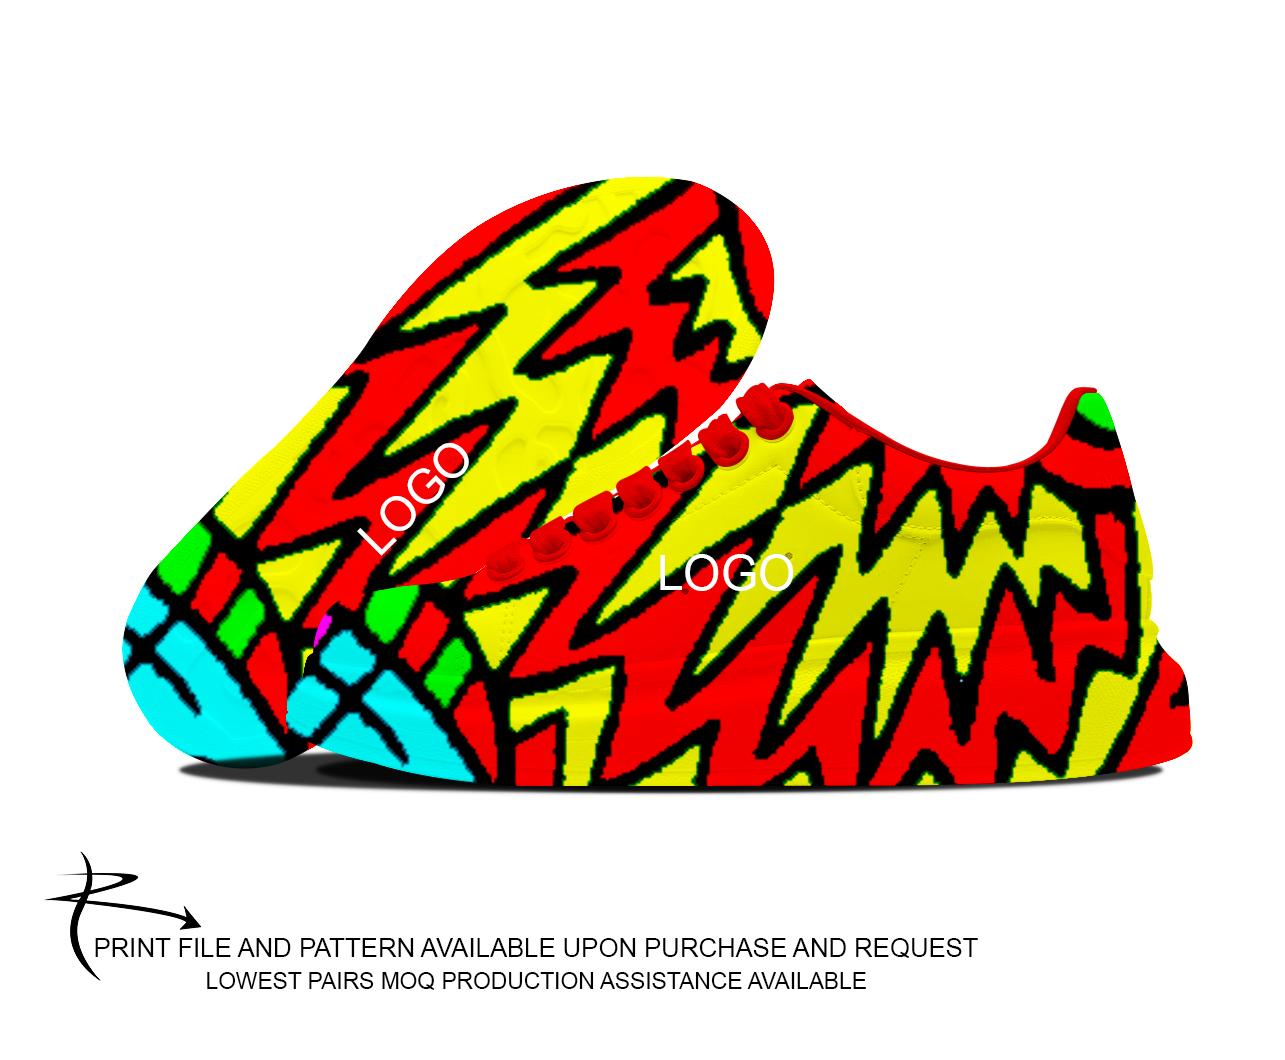 LOGO
LOGO
PRINT FILE AND PATTERN AVAILABLE UPON PURCHASE AND REQUEST
LOWEST PAIRS MOQ PRODUCTION ASSISTANCE AVAILABLE